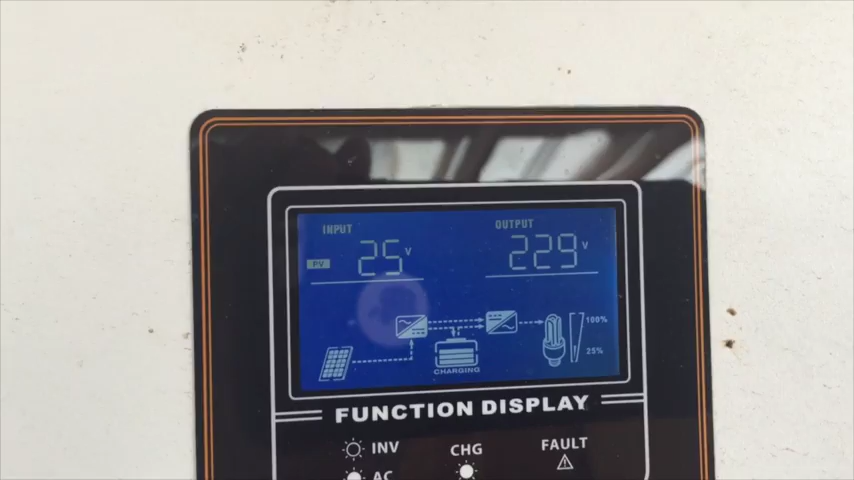 INPUT
OUTPUT
PV
25 V
229 V
100%
25%
CHARGING
FUNCTION DISPLAY
INV
CHG
FAULT
AC